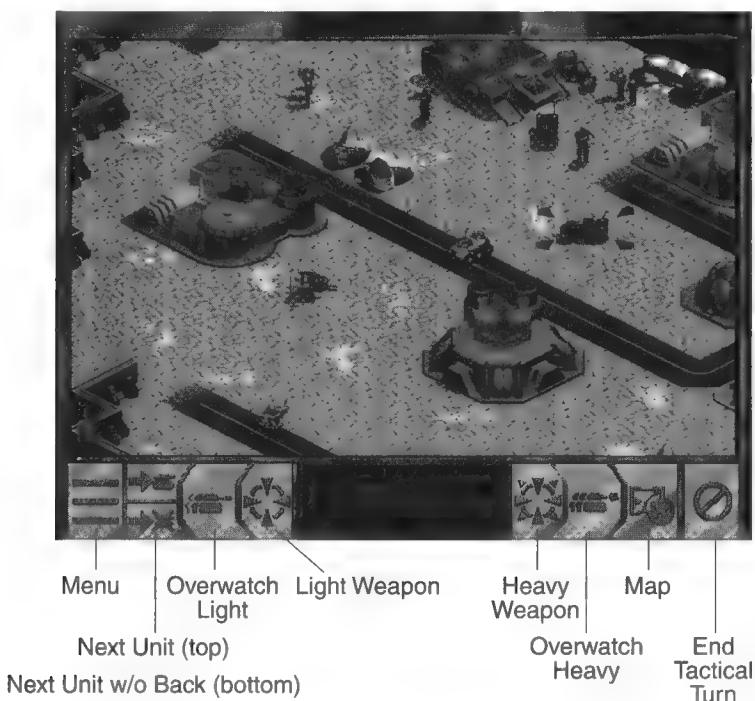 Menu
Overwatch
Light
Light Weapon
Heavy
Weapon
Map
Next Unit (top)
Overwatch
Heavy
End
Tactical
Turn
Next Unit w/o Back (bottom)